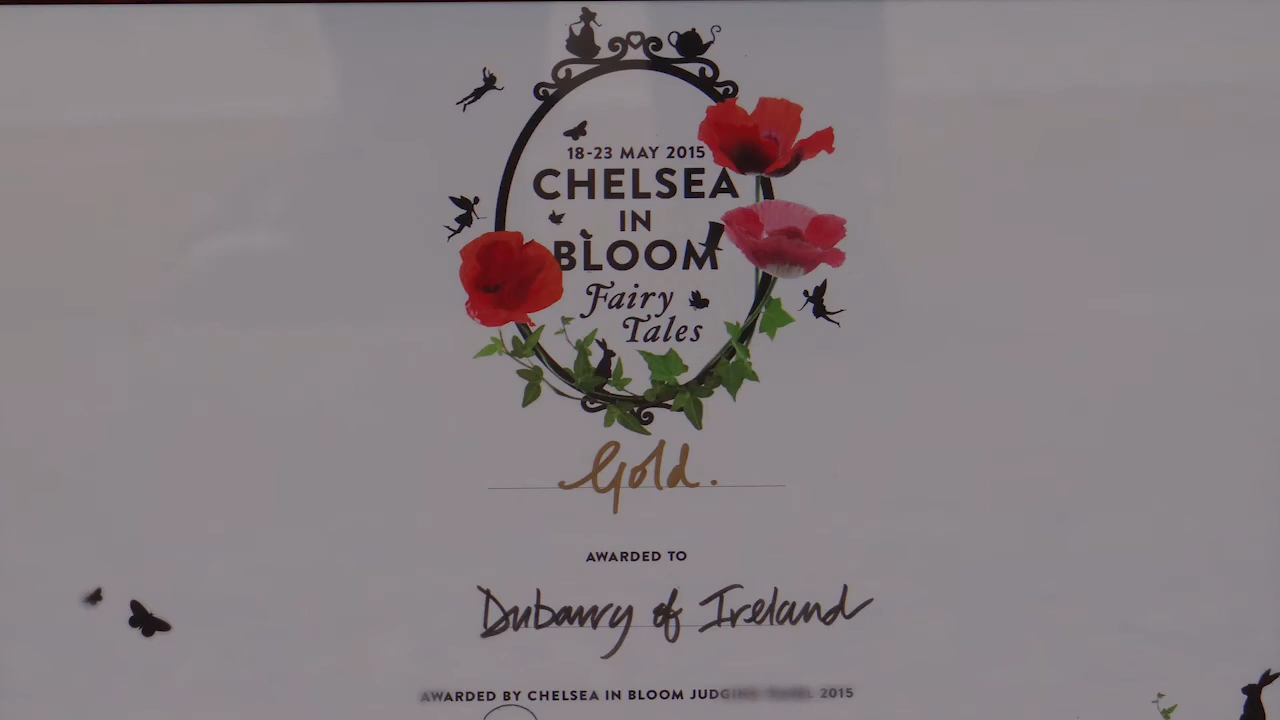 18-23 MAY 2015
CHELSEA
IN
BLOOM
Fairy
Tales
Gold.
AWARDED TO
Dubarry of Ireland
AWARDED BY CHELSEA IN BLOOM 2015